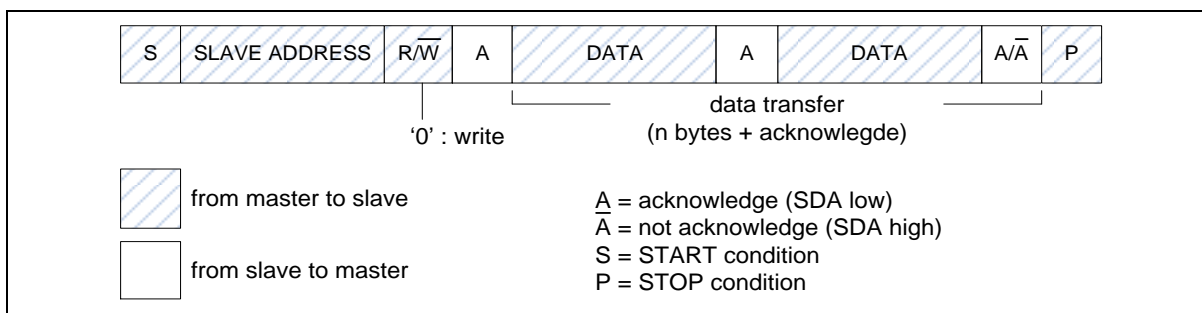 S SLAVE ADDRESS R/W̅ A DATA A DATA A/A̅ P
data transfer
(n bytes + acknowlegde)
‘0’ : write
from master to slave
from slave to master
A = acknowledge (SDA low)
A̅ = not acknowledge (SDA high)
S = START condition
P = STOP condition